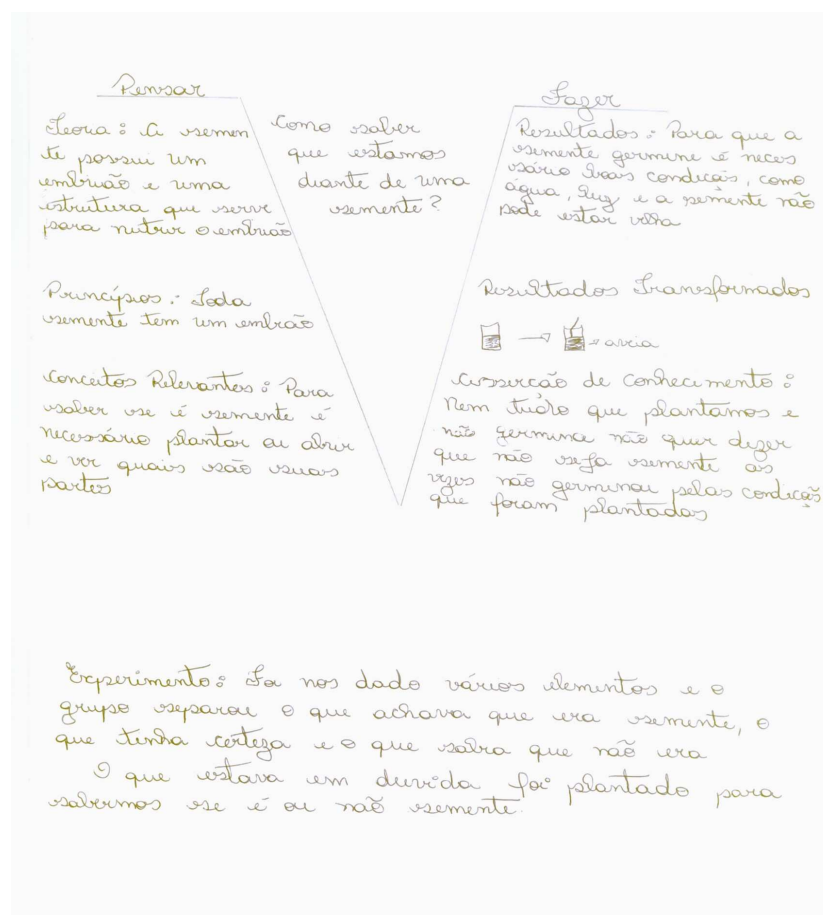 Pensar
Teoria: A semen
te possui um
embrião e uma
estrutura que serve
para nutrir o embrião
Princípios: Toda
semente tem um embrião
Conceitos Relevantes: Para
saber se é semente é
necessário plantar ou abrir
e ver quais são suas
partes
Como saber
que estamos
diante de uma
semente?
Fazer
Resultados: Para que a
semente germine é neces
sário boas condições, como
água, luz e a semente não
pode estar velha
Resultados Transformados
areia
Asserção de conhecimento:
Nem tudo que plantamos e
não germina não quer dizer
que não seja semente as
vezes não germinou pelas condições
que foram plantadas
Experimento: Foi nos dado vários elementos e o
grupo separou o que achava que era semente, o
que tinha certeza e o que sabia que não era
O que estava em duvida foi plantado para
sabermos se é ou não semente.